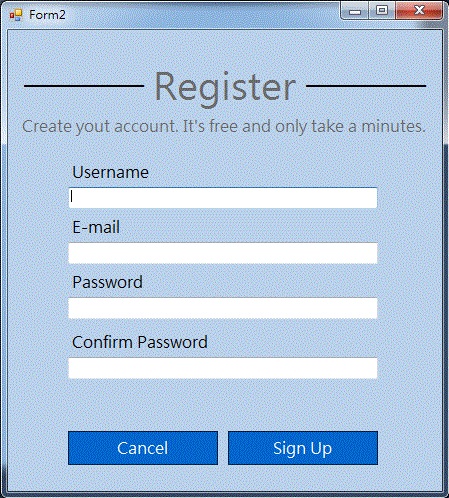 Form2
Register
Create yout account. It's free and only take a minutes.
Username
E-mail
Password
Confirm Password
Cancel
Sign Up